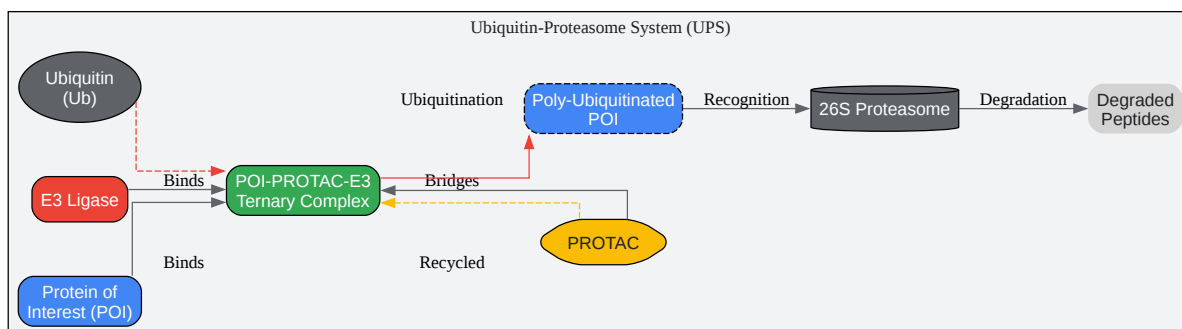 Ubiquitin-Proteasome System (UPS)
Ubiquitin
(Ub)
Ubiquitination
Poly-Ubiquitinated
POI
Recognition
26S Proteasome
Degradation
Degraded
Peptides
E3 Ligase
Binds
POI-PROTAC-E3
Ternary Complex
Bridges
PROTAC
Binds
Recycled
Protein of
Interest (POI)